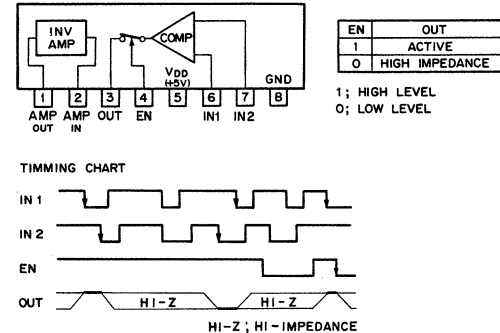 INV
AMP
COMP
VDD
(+5V)
GND
1 2 3 4 5 6 7 8
AMP AMP OUT EN IN1 IN2
OUT IN
EN OUT
1 ACTIVE
0 HIGH IMPEDANCE
1; HIGH LEVEL
0; LOW LEVEL
TIMMING CHART
IN 1
IN 2
EN
OUT HI-Z HI-Z
HI-Z ; HI-IMPEDANCE